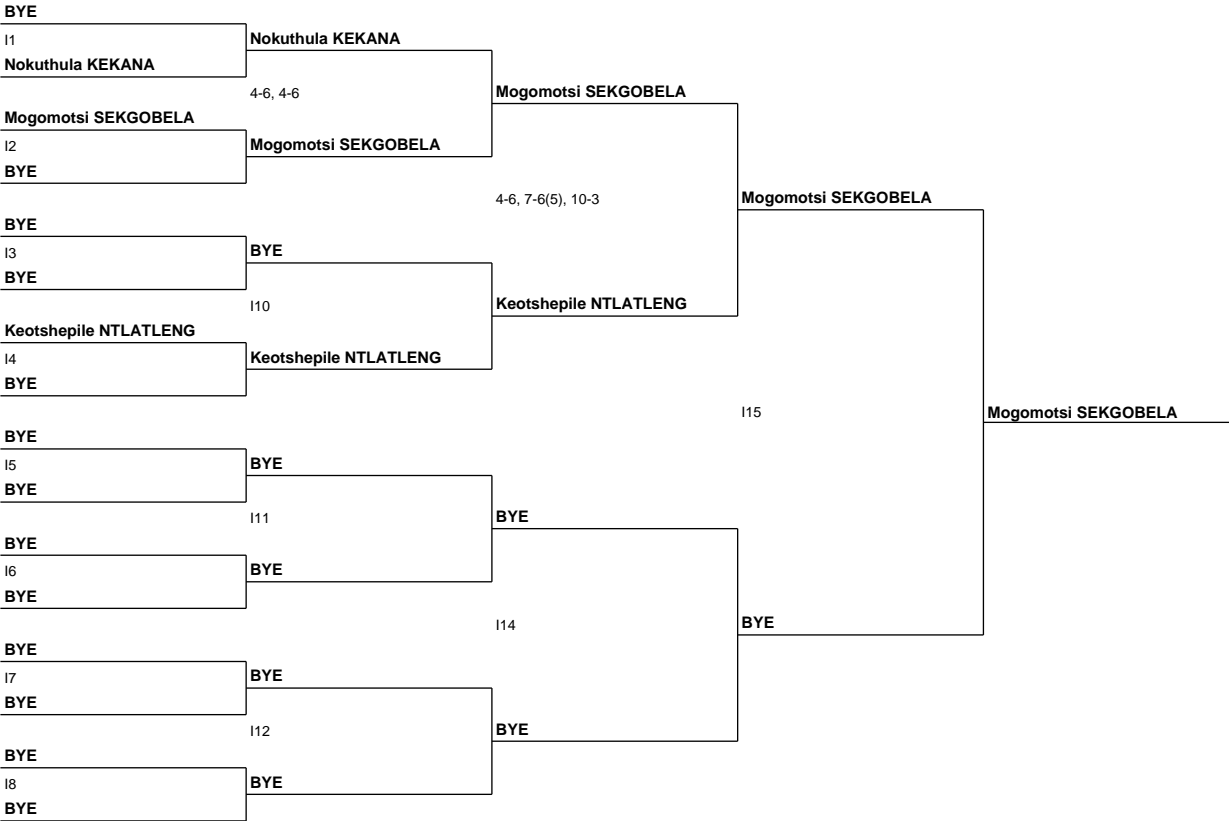 BYE
I1
Nokuthula KEKANA
Mogomotsi SEKGOBELA
I2
BYE
BYE
I3
BYE
Keotshepile NTLATLENG
I4
BYE
BYE
I5
BYE
BYE
I6
BYE
BYE
I7
BYE
BYE
I8
BYE
Nokuthula KEKANA
4-6, 4-6
Mogomotsi SEKGOBELA
BYE
I10
Keotshepile NTLATLENG
BYE
I11
BYE
BYE
I12
BYE
Mogomotsi SEKGOBELA
4-6, 7-6(5), 10-3
Keotshepile NTLATLENG
BYE
I14
BYE
Mogomotsi SEKGOBELA
I15
BYE
Mogomotsi SEKGOBELA